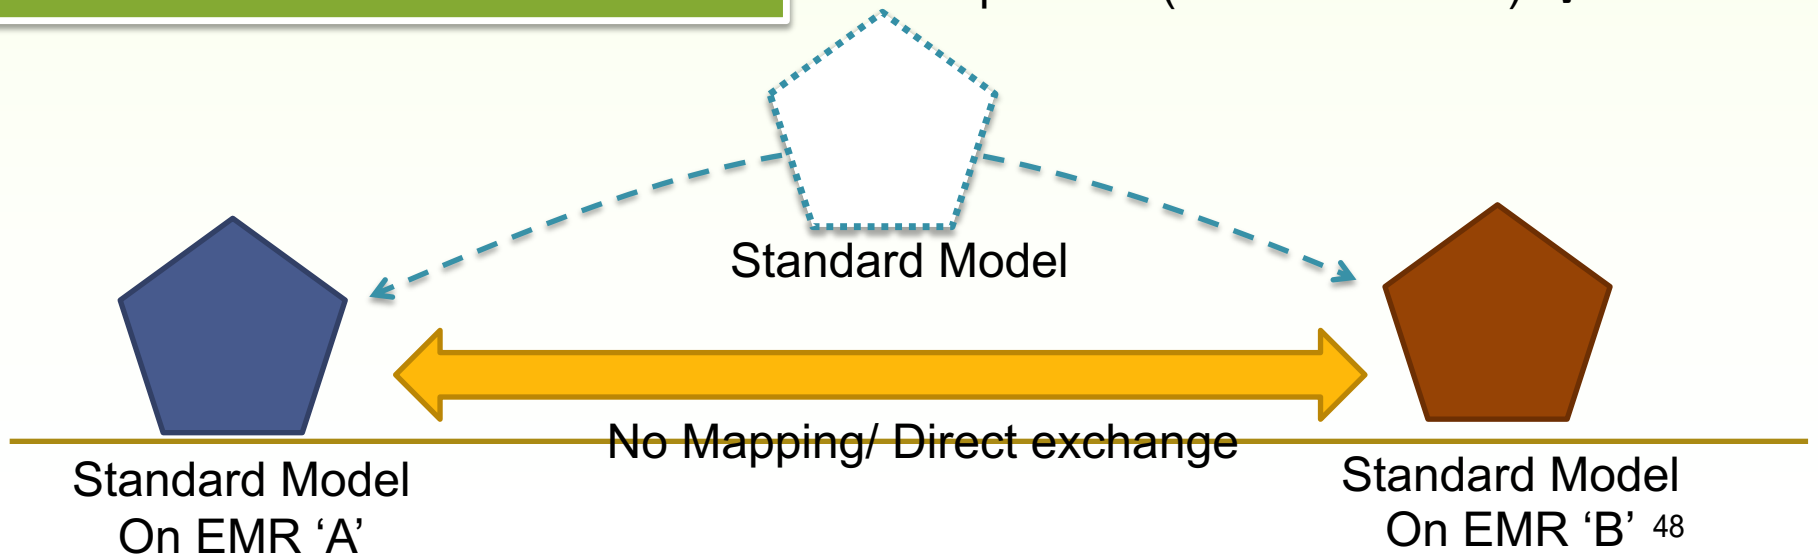 Standard Model
No Mapping/ Direct exchange
Standard Model
On EMR ‘A’
Standard Model
On EMR ‘B’ 48